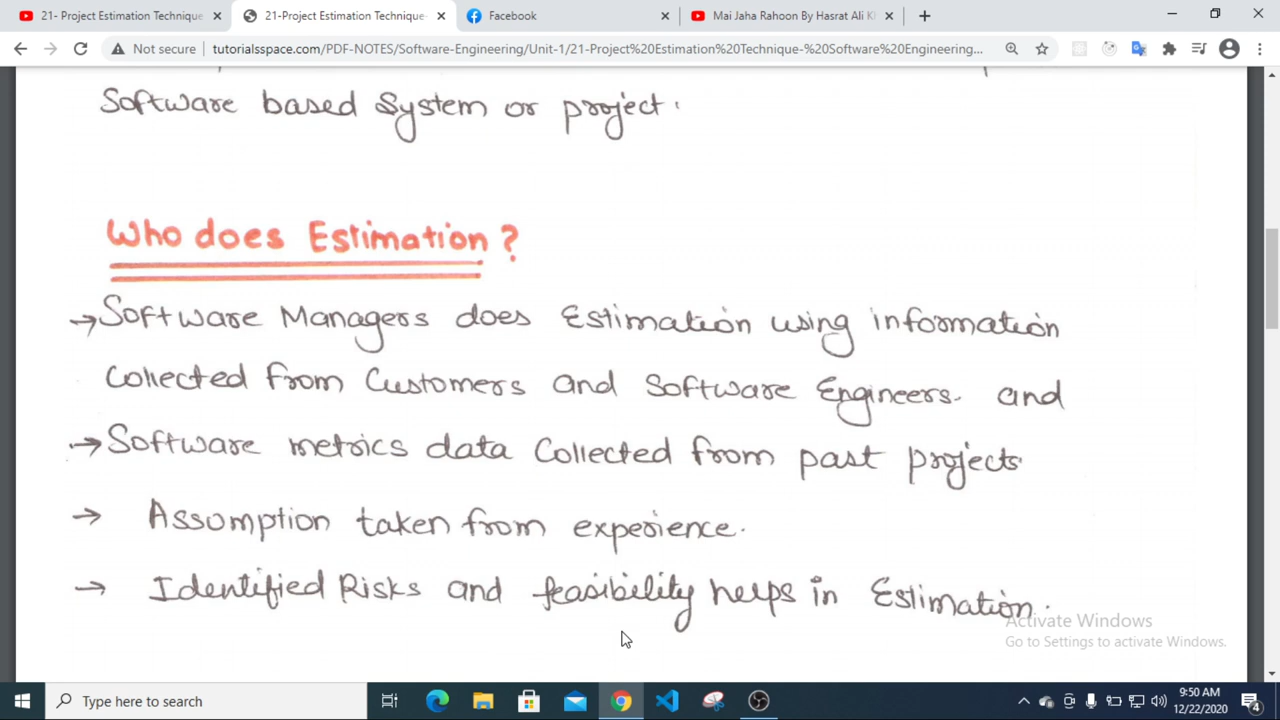 21- Project Estimation Technique
21-Project Estimation Technique-
Facebook
Mai Jaha Rahoon By Hasrat Ali Kh
Not secure
tutorialsspace.com/PDF-NOTES/Software-Engineering/Unit-1/21-Project%20Estimation%20Technique-%20Software%20Engineering...
Software based System or project.
Who does Estimation ?
→ Software Managers does Estimation using information
Collected from Customers and Software Engineers. and
→ Software metrics data Collected from past projects
→ Assumption taken from experience.
→ Identified Risks and feasibility helps in Estimation.
Activate Windows
Go to Settings to activate Windows.
Type here to search
9:50 AM
12/22/2020
4